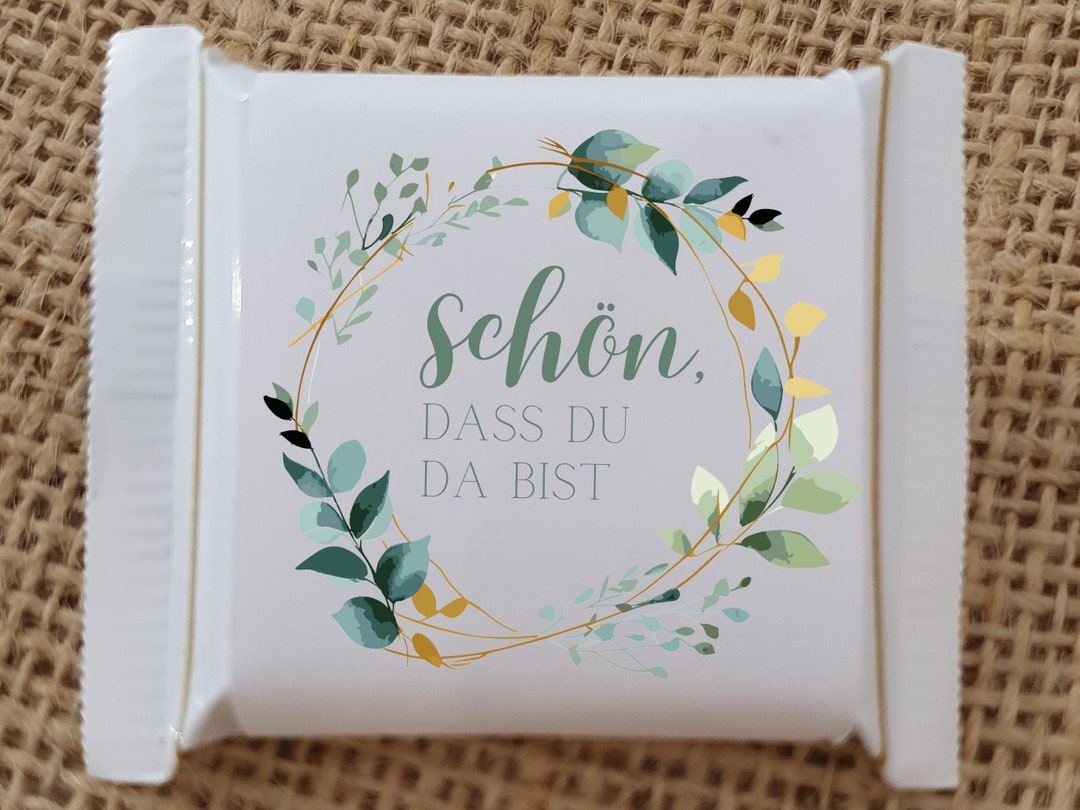 Schön,
DASS DU
DA BIST